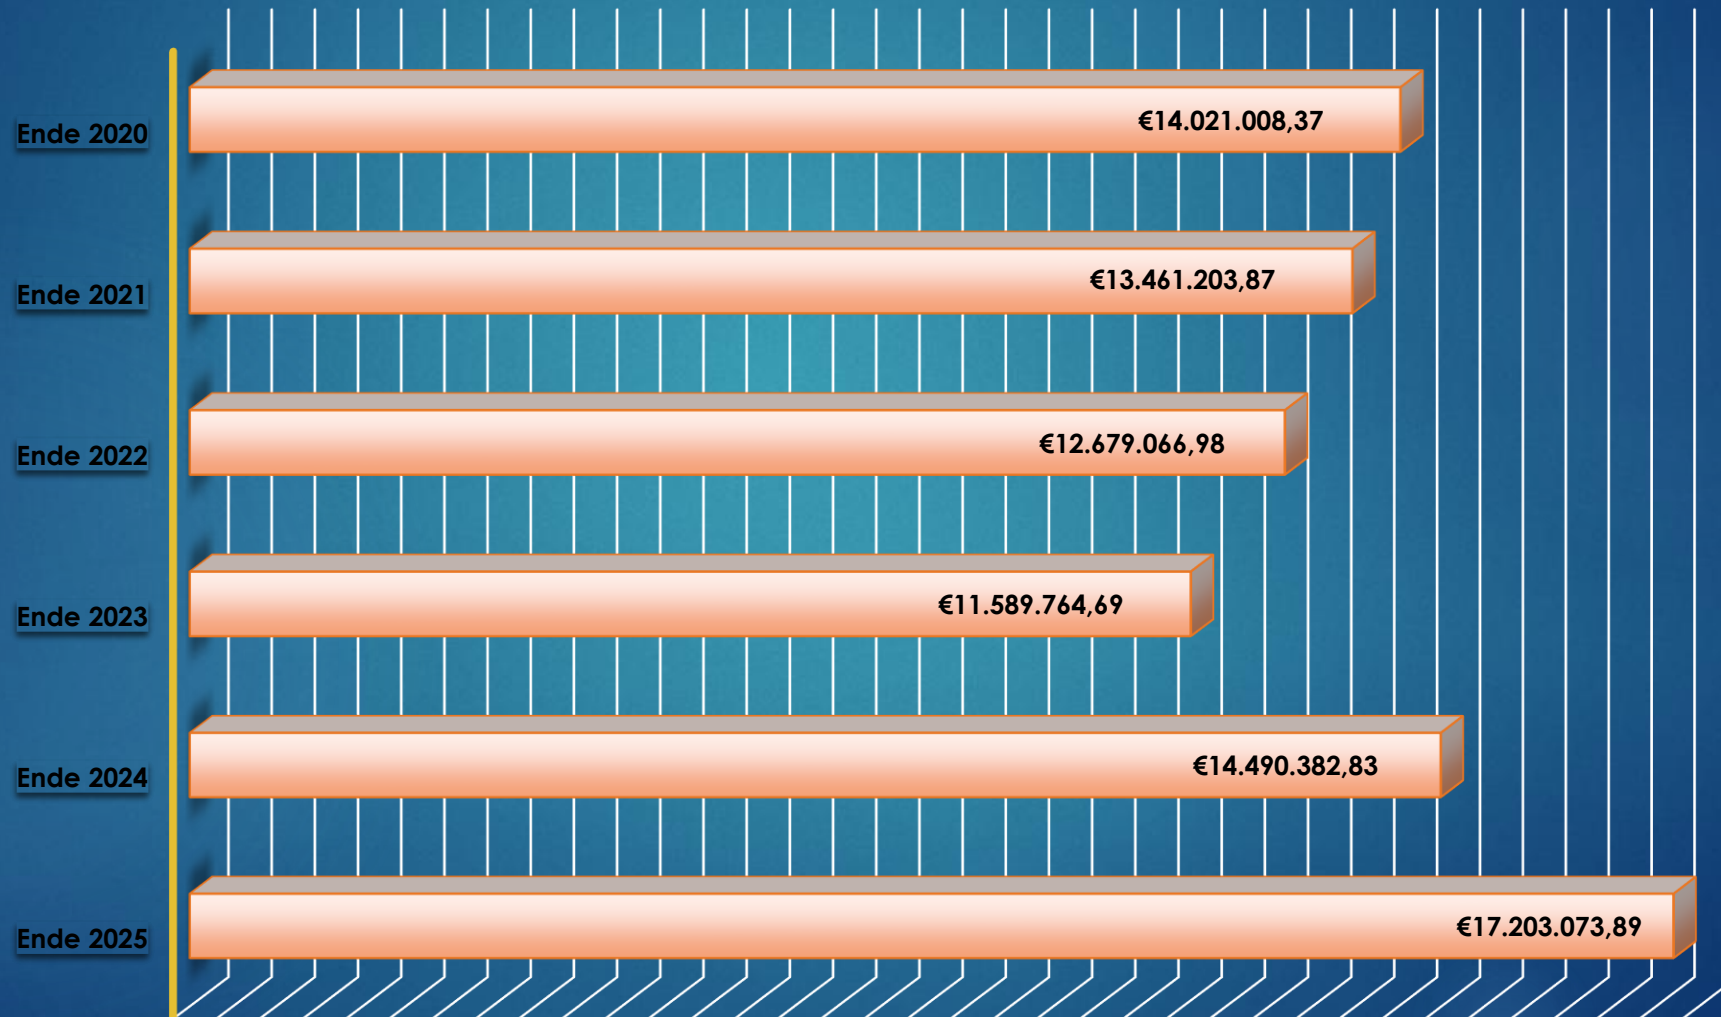 Ende 2020 €14.021.008,37
Ende 2021 €13.461.203,87
Ende 2022 €12.679.066,98
Ende 2023 €11.589.764,69
Ende 2024 €14.490.382,83
Ende 2025 €17.203.073,89